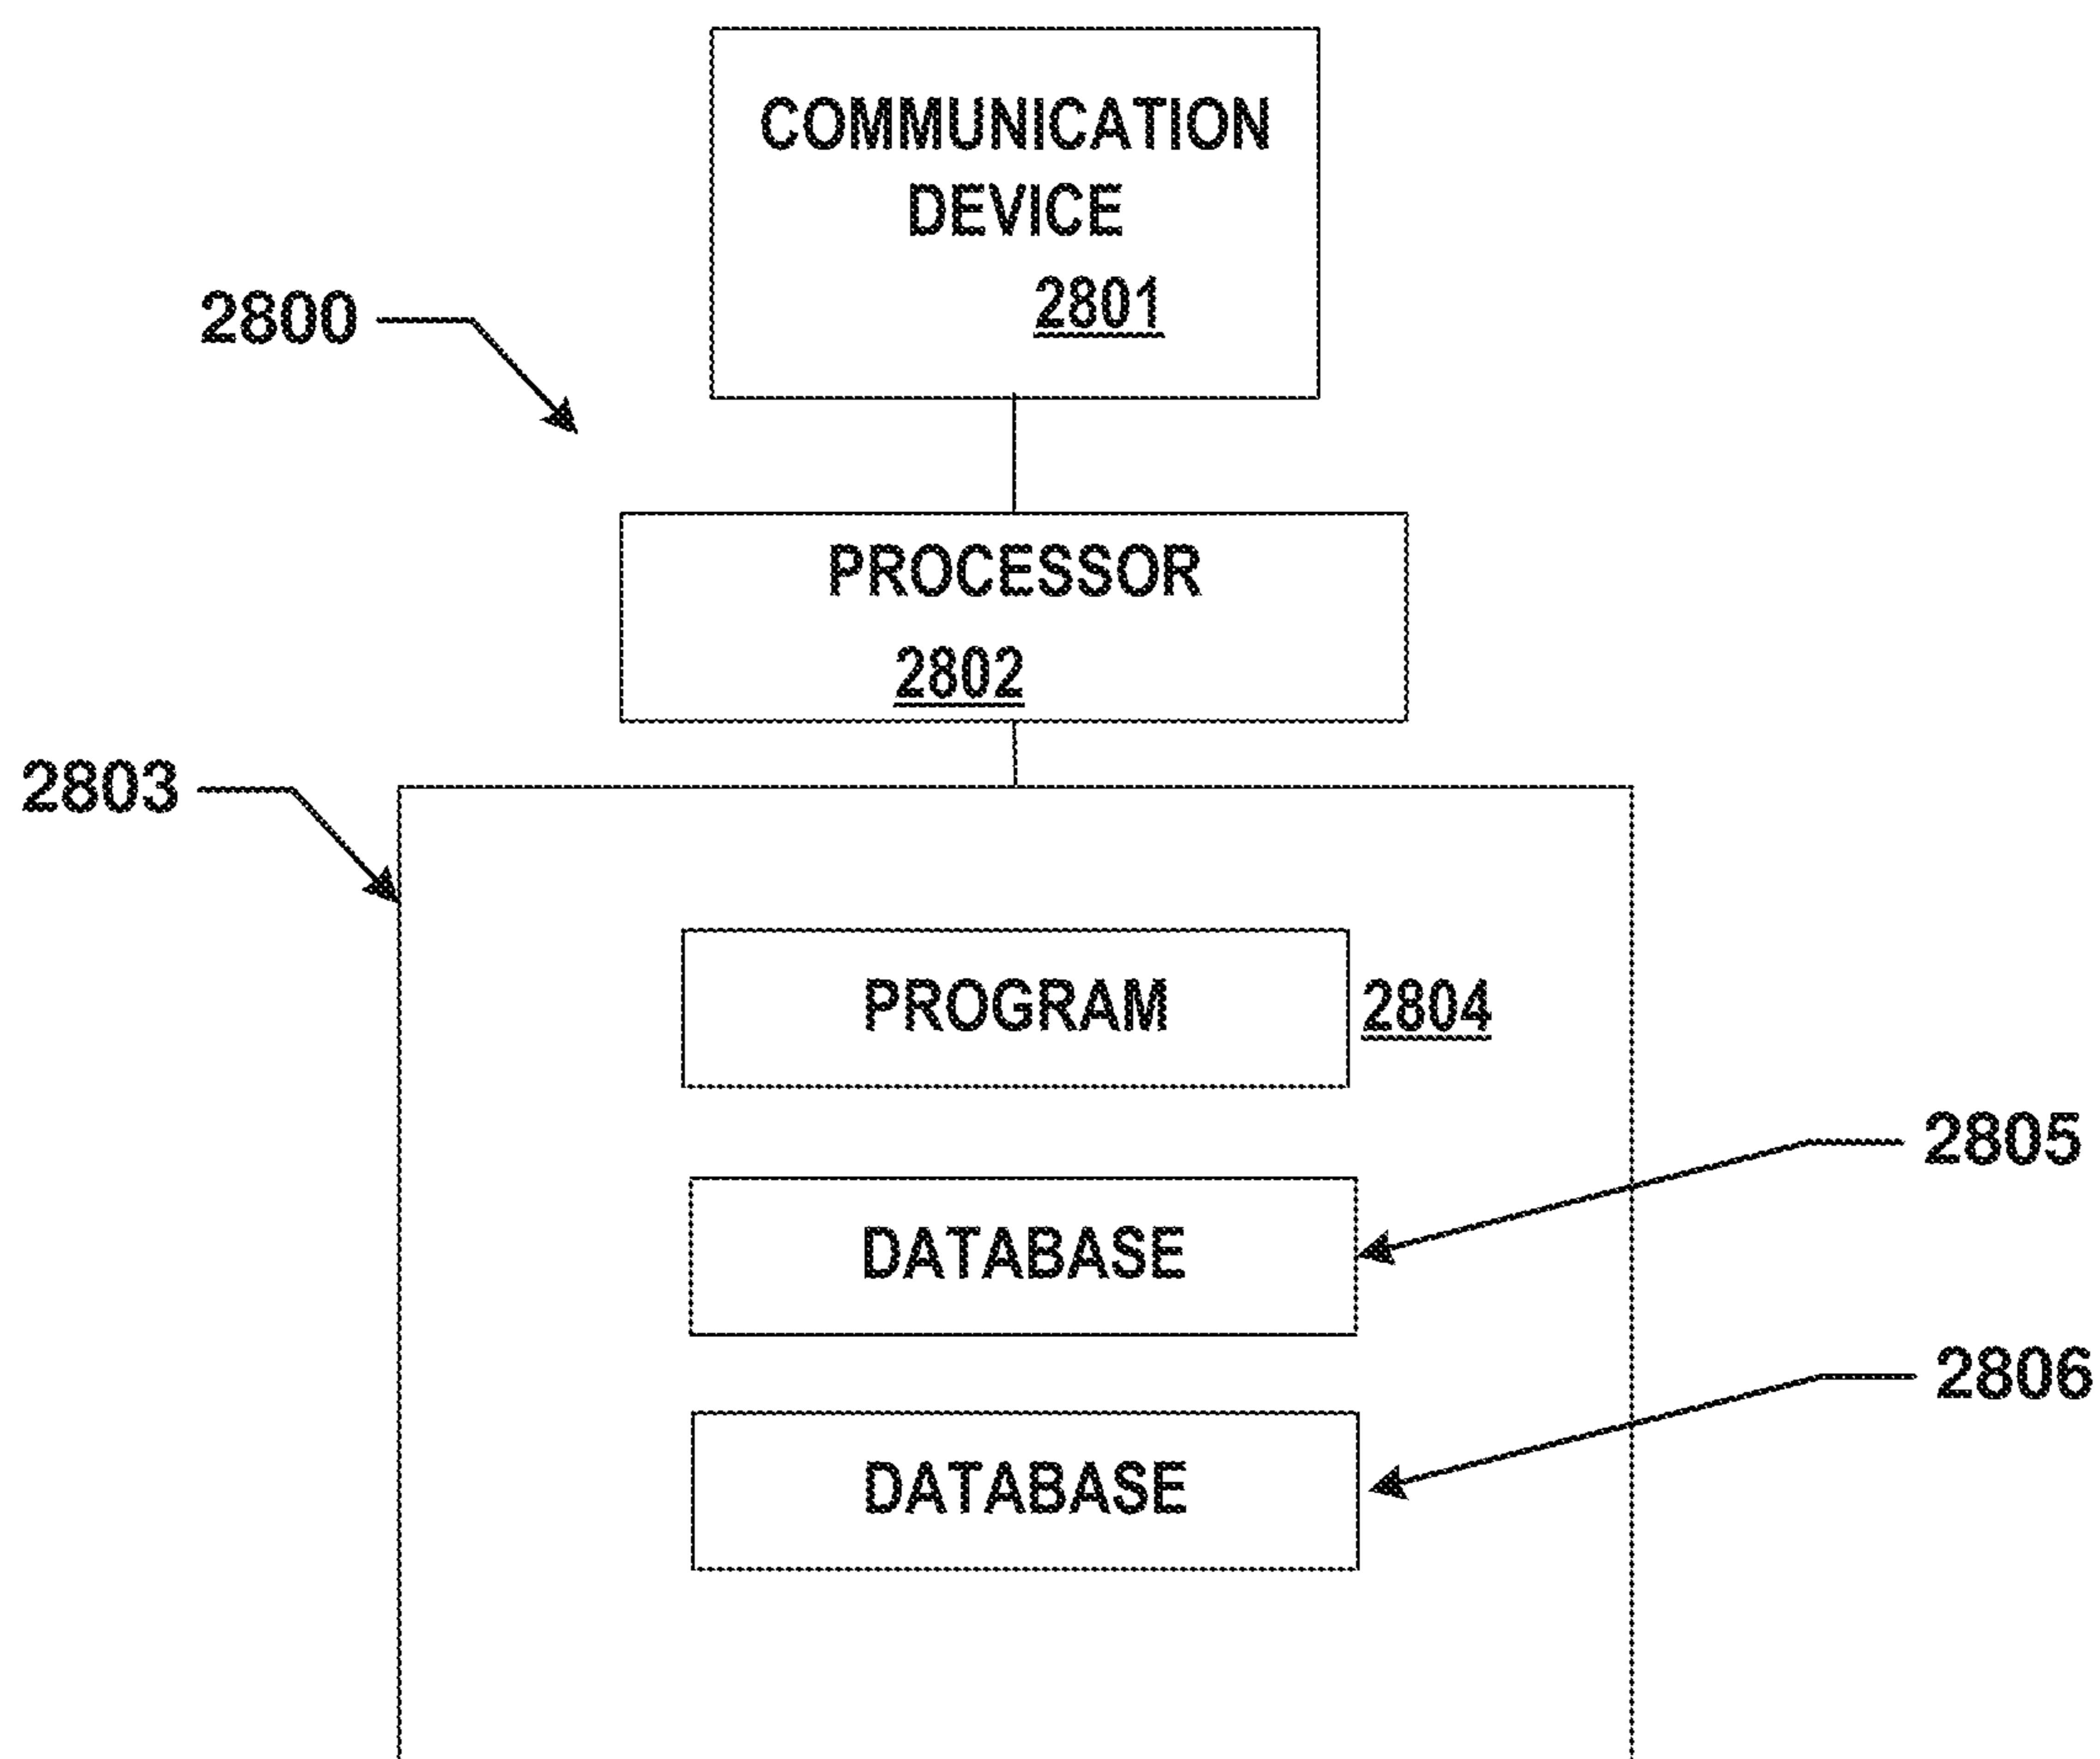 COMMUNICATION
DEVICE
2801
2800
PROCESSOR
2802
2803
PROGRAM
2804
2805
DATABASE
2806
DATABASE